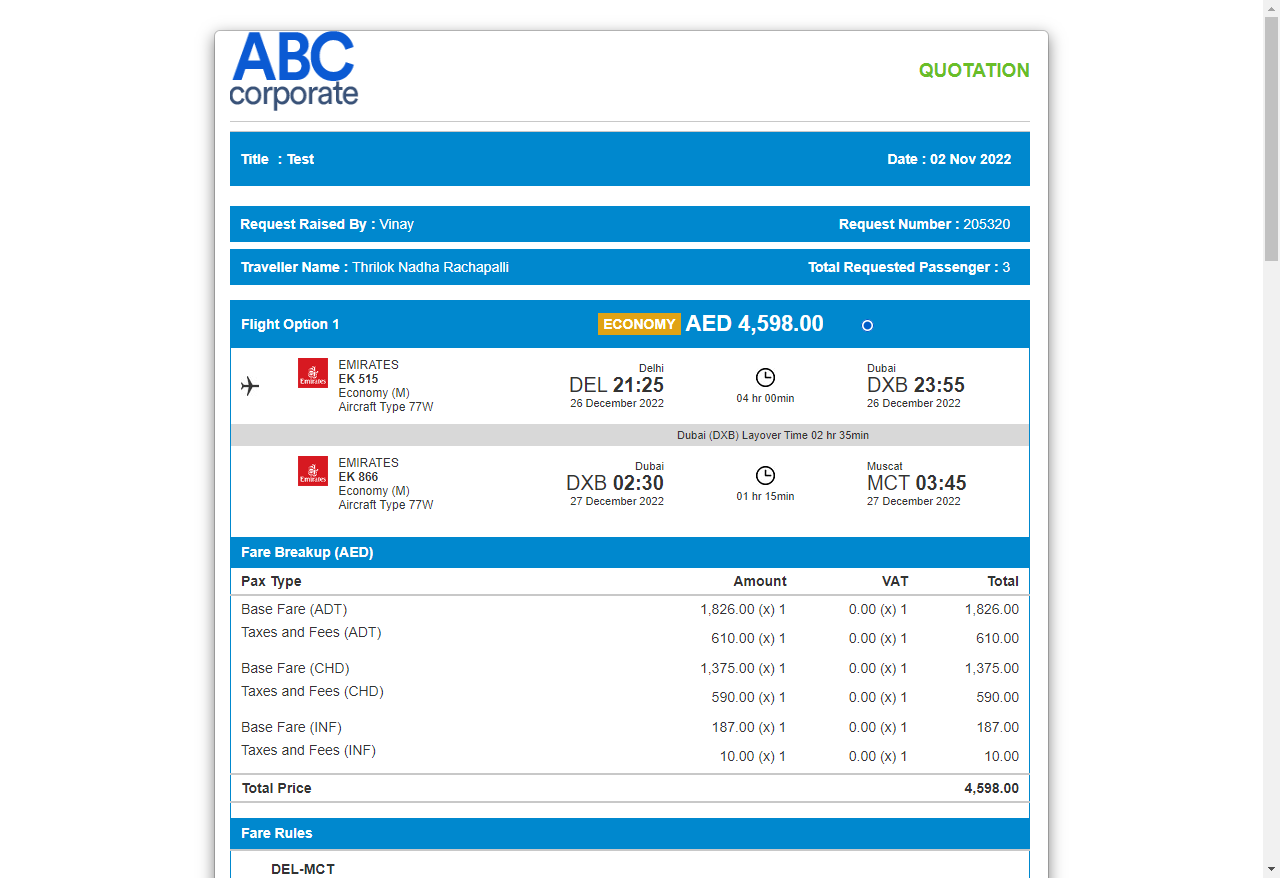 ABC
corporate
QUOTATION
Title : Test Date : 02 Nov 2022
Request Raised By : Vinay Request Number : 205320
Traveller Name : Thrilok Nadha Rachapalli Total Requested Passenger : 3
Flight Option 1 ECONOMY AED 4,598.00
Emirates
EMIRATES
EK 515
Economy (M)
Aircraft Type 77W
Delhi
DEL 21:25
26 December 2022
04 hr 00min
Dubai
DXB 23:55
26 December 2022
Dubai (DXB) Layover Time 02 hr 35min
Emirates
EMIRATES
EK 866
Economy (M)
Aircraft Type 77W
Dubai
DXB 02:30
27 December 2022
01 hr 15min
Muscat
MCT 03:45
27 December 2022
Fare Breakup (AED)
Pax Type Amount VAT Total
Base Fare (ADT) 1,826.00 (x) 1 0.00 (x) 1 1,826.00
Taxes and Fees (ADT) 610.00 (x) 1 0.00 (x) 1 610.00
Base Fare (CHD) 1,375.00 (x) 1 0.00 (x) 1 1,375.00
Taxes and Fees (CHD) 590.00 (x) 1 0.00 (x) 1 590.00
Base Fare (INF) 187.00 (x) 1 0.00 (x) 1 187.00
Taxes and Fees (INF) 10.00 (x) 1 0.00 (x) 1 10.00
Total Price 4,598.00
Fare Rules
DEL-MCT